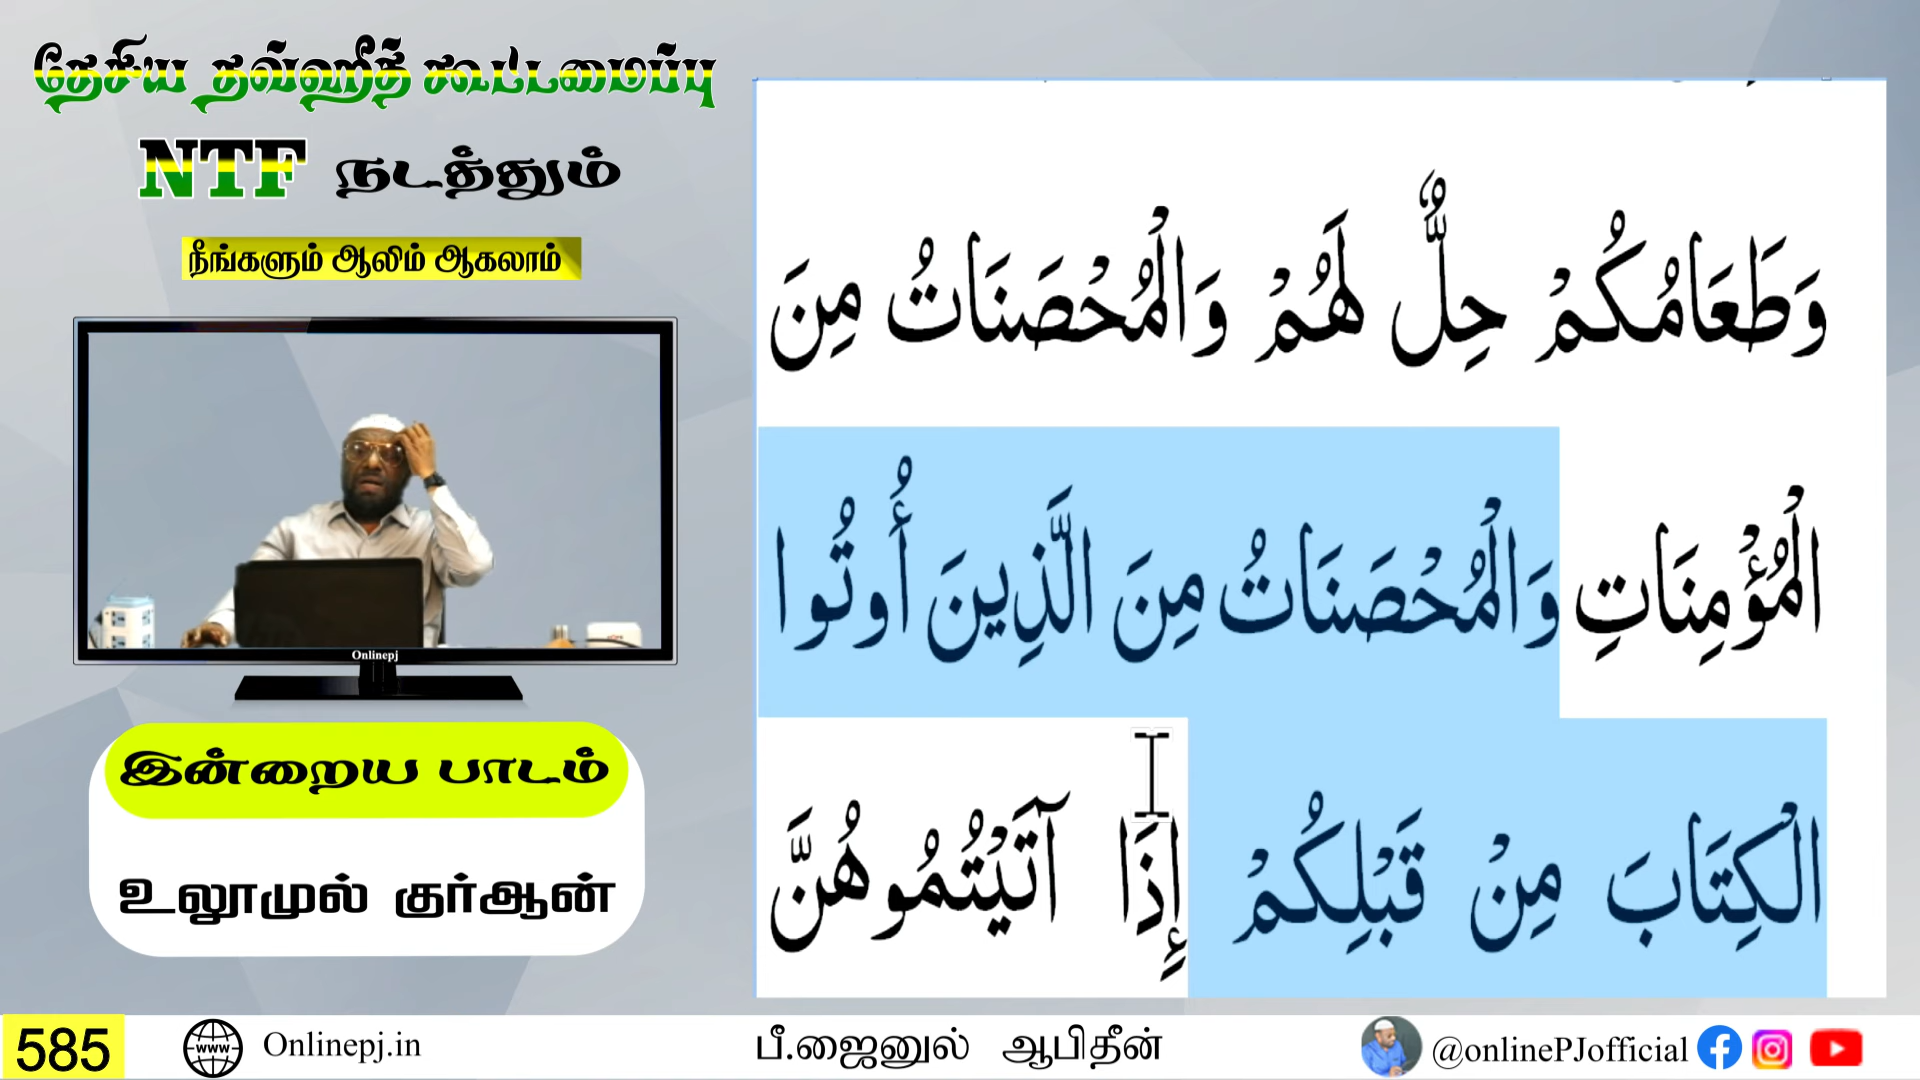 தேசிய தவ்ஹீத் கூட்டமைப்பு
NTF நடத்தும்
நீங்களும் ஆலிம் ஆகலாம்
Onlinepj
இன்றைய பாடம்
உலூமுல் குர்ஆன்
وَطَعَامُكُمْ حِلٌّ لَهُمْ وَالْمُحْصَنَاتُ مِنَ
الْمُؤْمِنَاتِ وَالْمُحْصَنَاتُ مِنَ الَّذِينَ أُوتُوا
الْكِتَابَ مِنْ قَبْلِكُمْ إِذَا آتَيْتُمُوهُنَّ
585 www Onlinepj.in பீ.ஜைனுல் ஆபிதீன் @onlinePJofficial